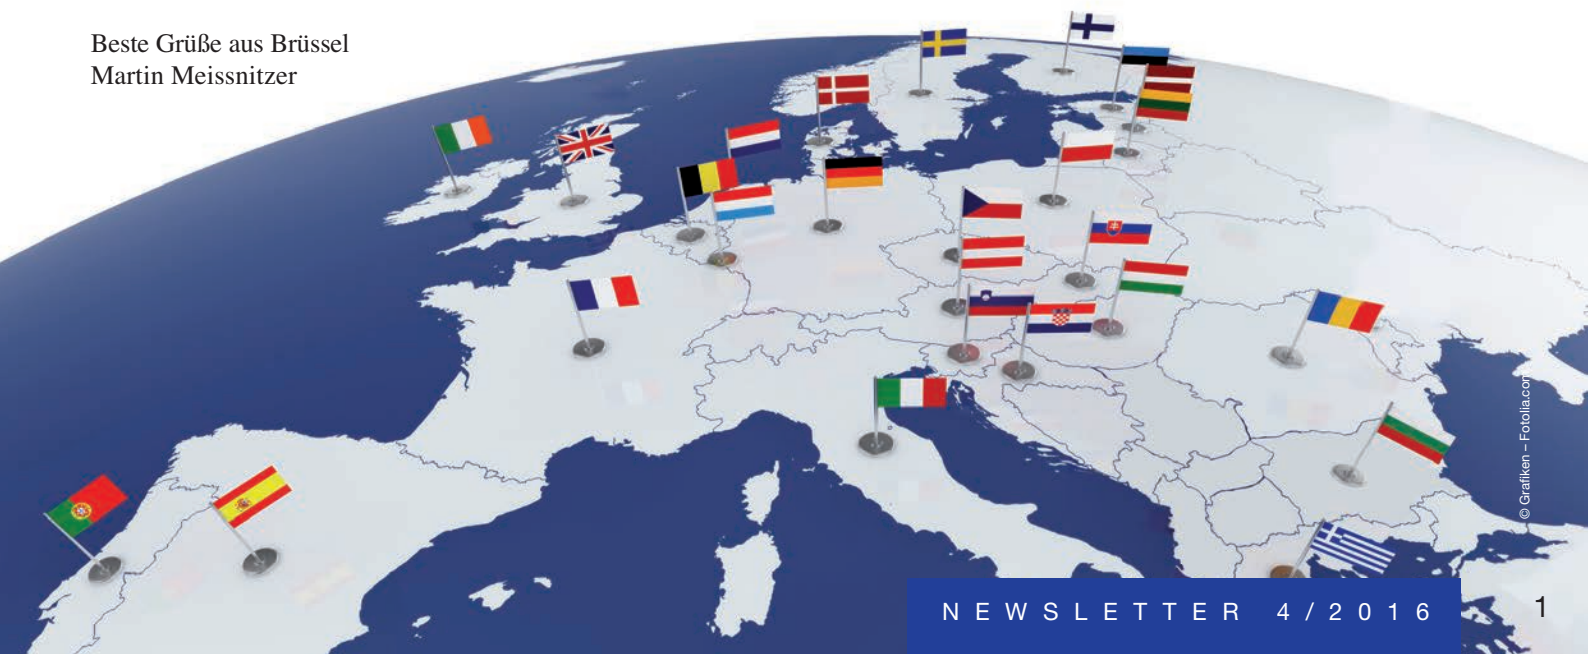 Beste Grüße aus Brüssel
Martin Meissnitzer
© Grafiken – Fotolia.com
NEWSLETTER 4/2016
1